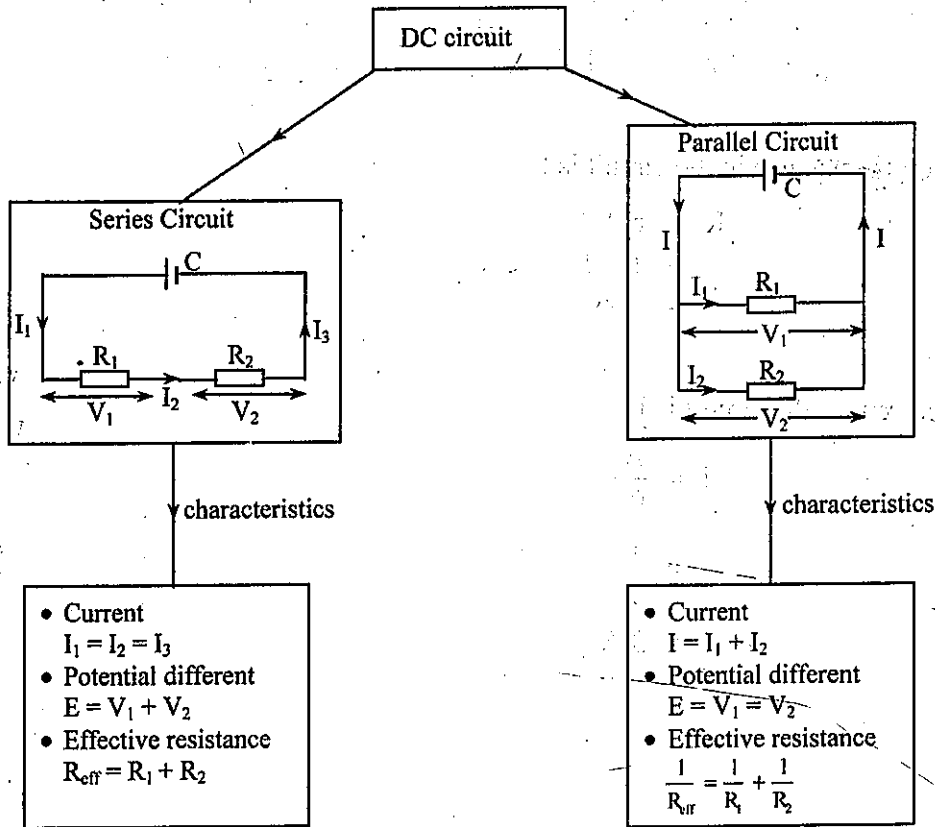 DC circuit
Series Circuit
C
I₁
I₃
R₁
R₂
I₂
V₁
V₂
characteristics
• Current
I₁ = I₂ = I₃
• Potential different
E = V₁ + V₂
• Effective resistance
R_eff = R₁ + R₂
Parallel Circuit
C
I
I
I₁
R₁
V₁
I₂
R₂
V₂
characteristics
• Current
I = I₁ + I₂
• Potential different
E = V₁ = V₂
• Effective resistance
1/R_eff = 1/R₁ + 1/R₂